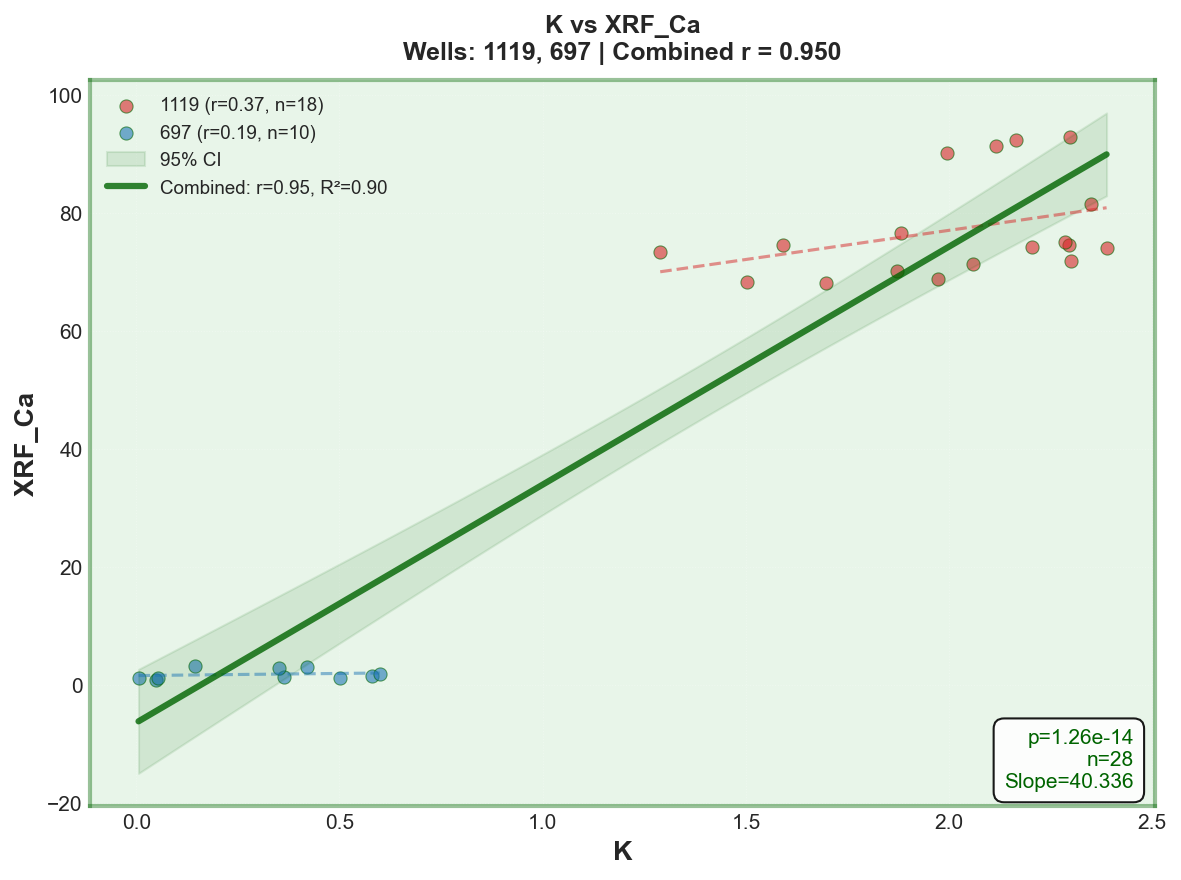 K vs XRF_Ca
Wells: 1119, 697 | Combined r = 0.950
1119 (r=0.37, n=18)
697 (r=0.19, n=10)
95% CI
Combined: r=0.95, R²=0.90
100
80
60
40
20
0
−20
XRF_Ca
p=1.26e-14
n=28
Slope=40.336
0.0 0.5 1.0 1.5 2.0 2.5
K